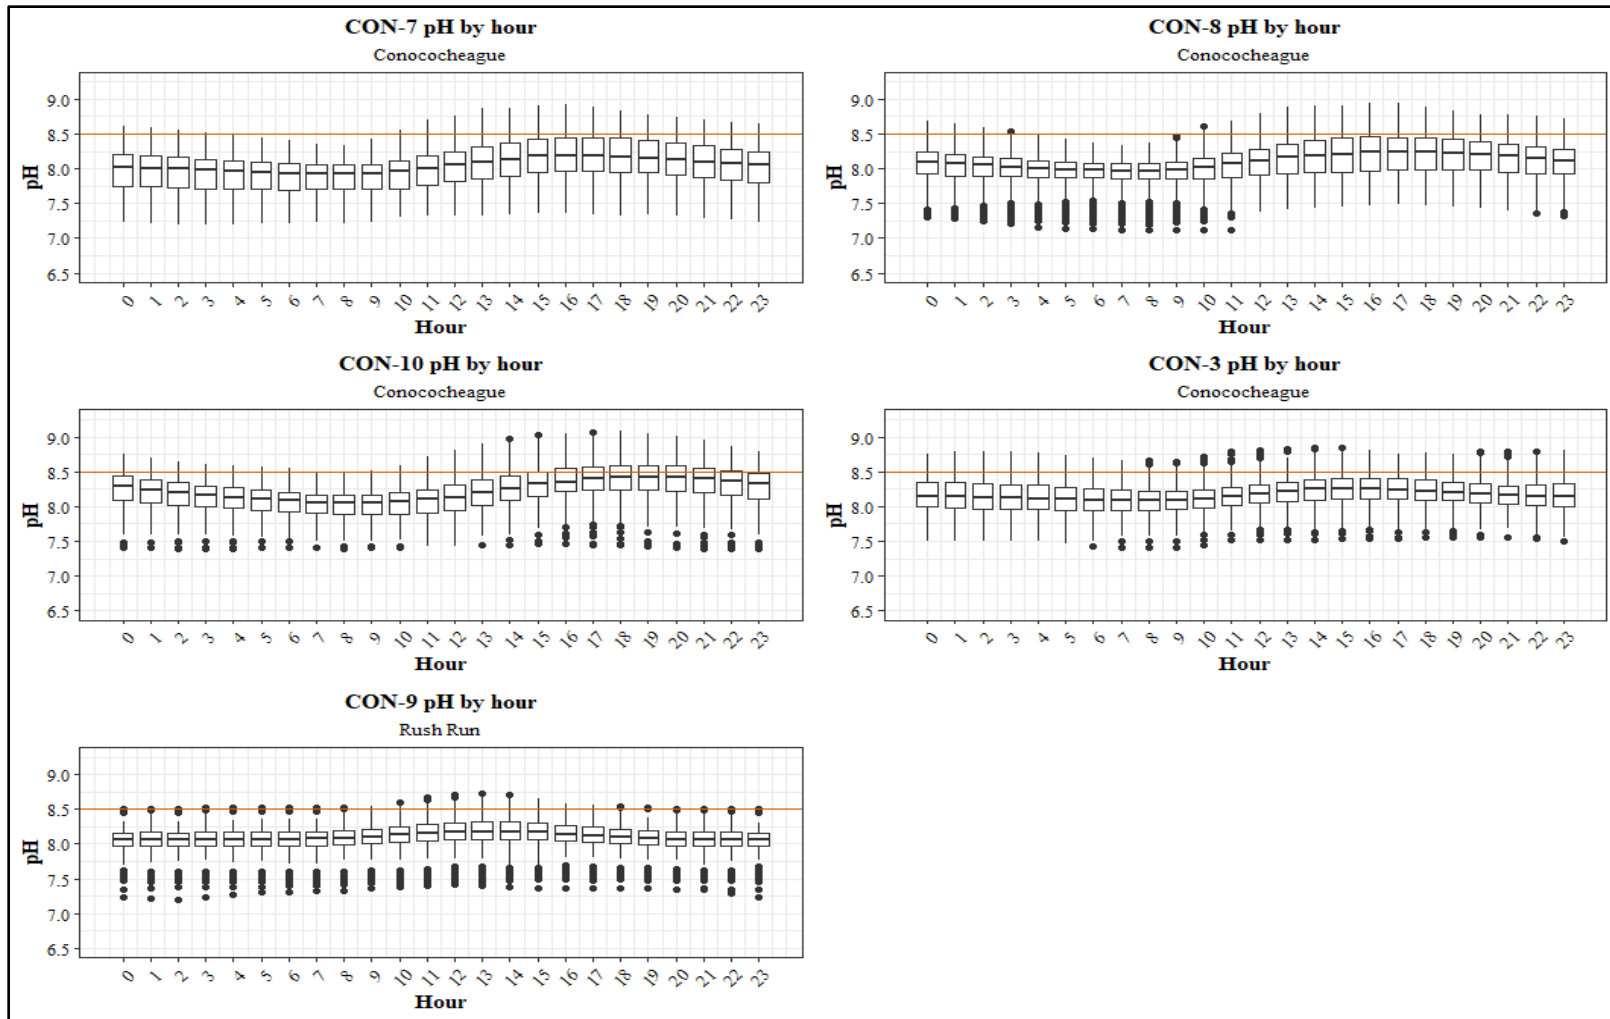 CON-7 pH by hour
Conococheague
pH
9.0
8.5
8.0
7.5
7.0
6.5
0 1 2 3 4 5 6 7 8 9 10 11 12 13 14 15 16 17 18 19 20 21 22 23
Hour
CON-8 pH by hour
Conococheague
pH
9.0
8.5
8.0
7.5
7.0
6.5
0 1 2 3 4 5 6 7 8 9 10 11 12 13 14 15 16 17 18 19 20 21 22 23
Hour
CON-10 pH by hour
Conococheague
pH
9.0
8.5
8.0
7.5
7.0
6.5
0 1 2 3 4 5 6 7 8 9 10 11 12 13 14 15 16 17 18 19 20 21 22 23
Hour
CON-3 pH by hour
Conococheague
pH
9.0
8.5
8.0
7.5
7.0
6.5
0 1 2 3 4 5 6 7 8 9 10 11 12 13 14 15 16 17 18 19 20 21 22 23
Hour
CON-9 pH by hour
Rush Run
pH
9.0
8.5
8.0
7.5
7.0
6.5
0 1 2 3 4 5 6 7 8 9 10 11 12 13 14 15 16 17 18 19 20 21 22 23
Hour